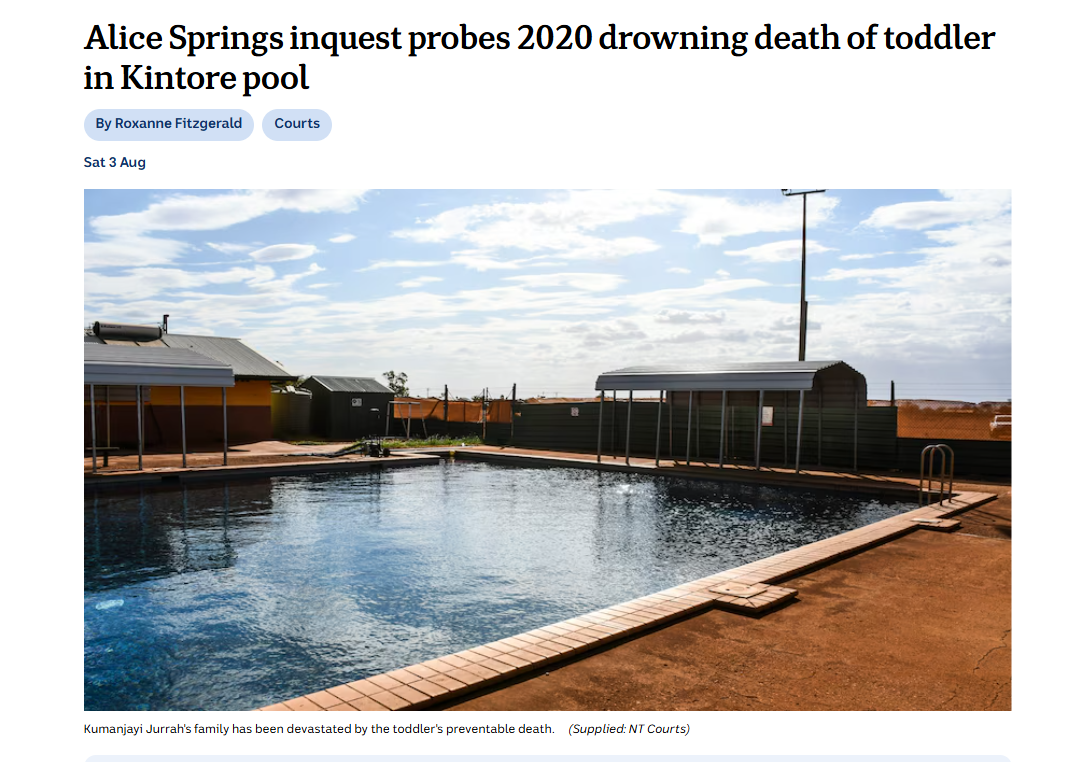 Alice Springs inquest probes 2020 drowning death of toddler
in Kintore pool
By Roxanne Fitzgerald
Courts
Sat 3 Aug
Kumanjayi Jurrah's family has been devastated by the toddler's preventable death. (Supplied: NT Courts)